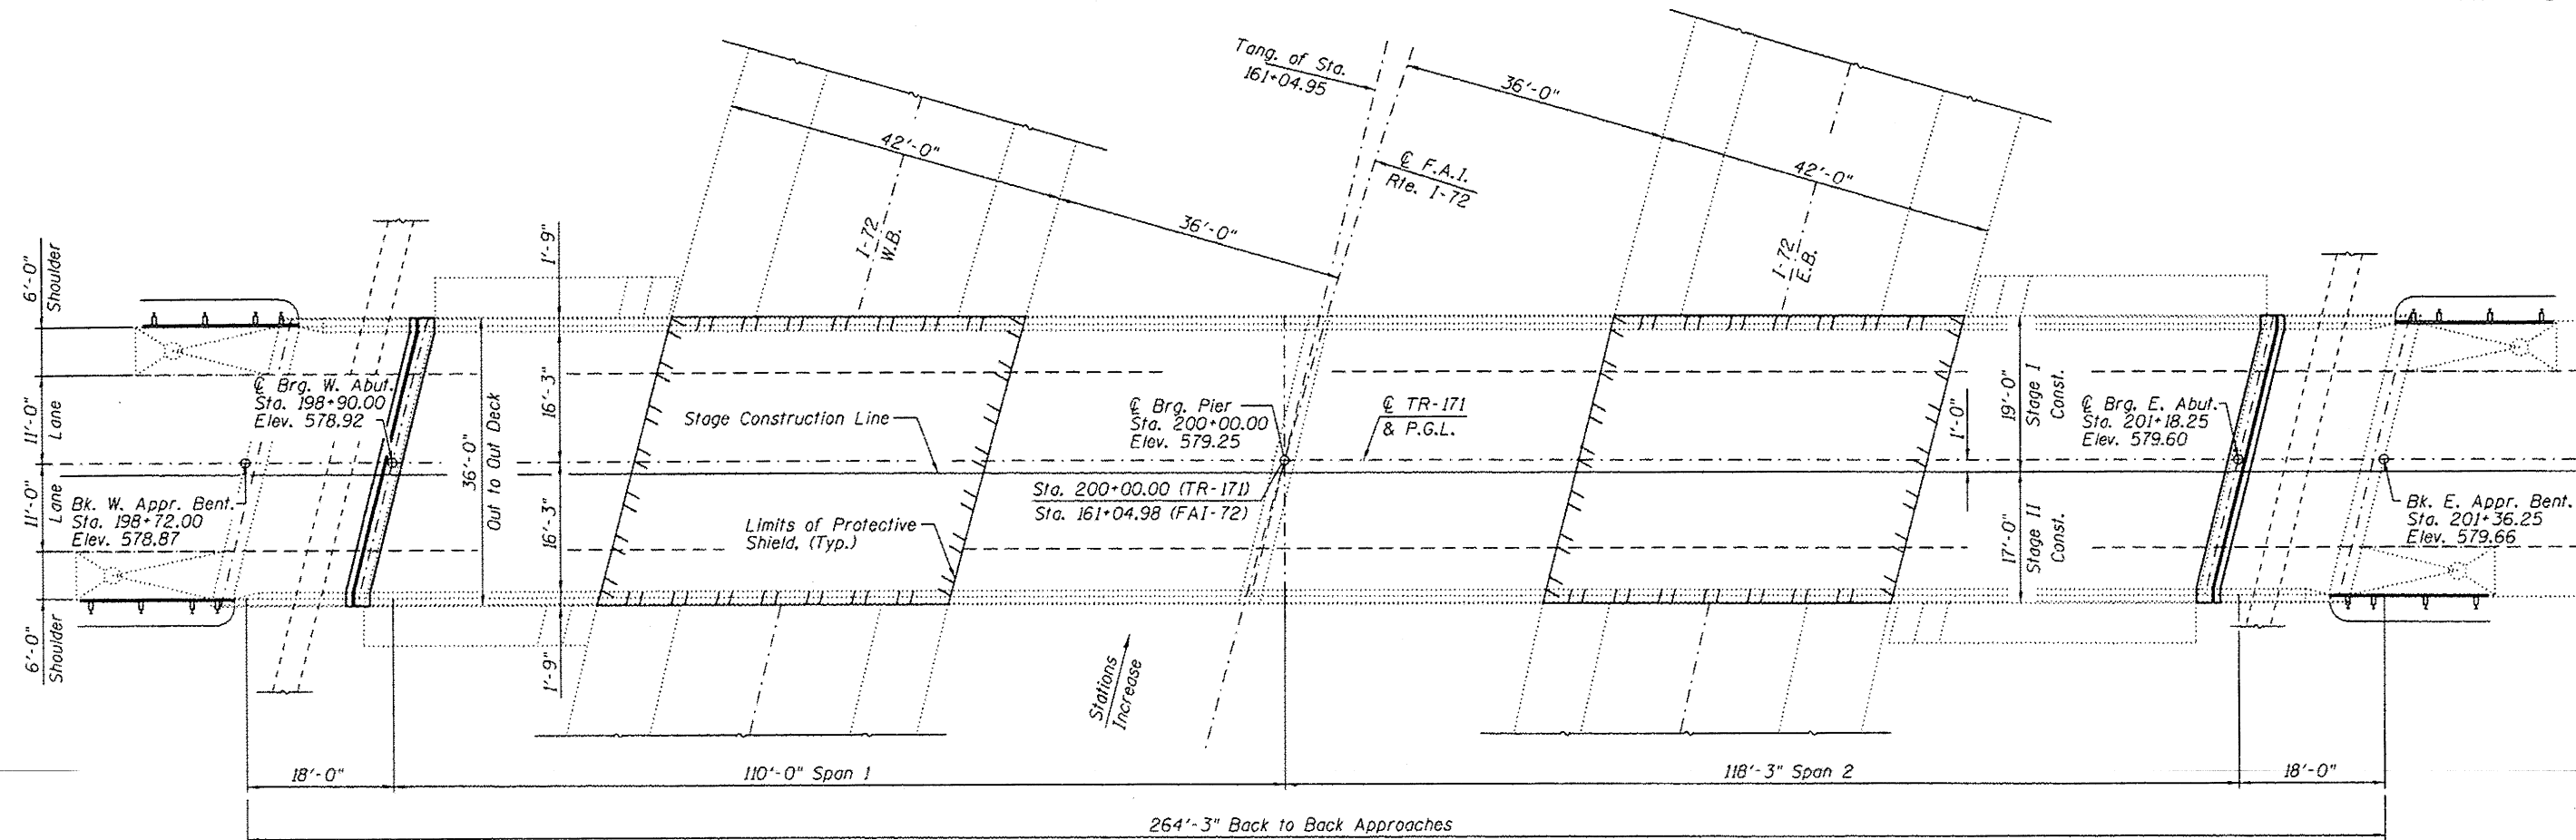 Tang. of Sta.
161+04.95
36'-0"
42'-0"
42'-0"
36'-0"
℄ F.A.I.
Rte. I-72
I-72
W.B.
I-72
E.B.
6'-0"
Shoulder
11'-0"
Lane
11'-0"
Lane
6'-0"
Shoulder
1'-9"
16'-3"
16'-3"
1'-9"
36'-0"
Out to Out Deck
℄ Brg. W. Abut.
Sta. 198+90.00
Elev. 578.92
Bk. W. Appr. Bent.
Sta. 198+72.00
Elev. 578.87
Stage Construction Line
Limits of Protective
Shield, (Typ.)
℄ Brg. Pier
Sta. 200+00.00
Elev. 579.25
℄ TR-171
& P.G.L.
Sta. 200+00.00 (TR-171)
Sta. 161+04.98 (FAI-72)
1'-0"
19'-0"
Stage I
Const.
17'-0"
Stage II
Const.
℄ Brg. E. Abut.
Sta. 201+18.25
Elev. 579.60
Bk. E. Appr. Bent.
Sta. 201+36.25
Elev. 579.66
Stations
Increase
18'-0"
110'-0" Span 1
118'-3" Span 2
18'-0"
264'-3" Back to Back Approaches